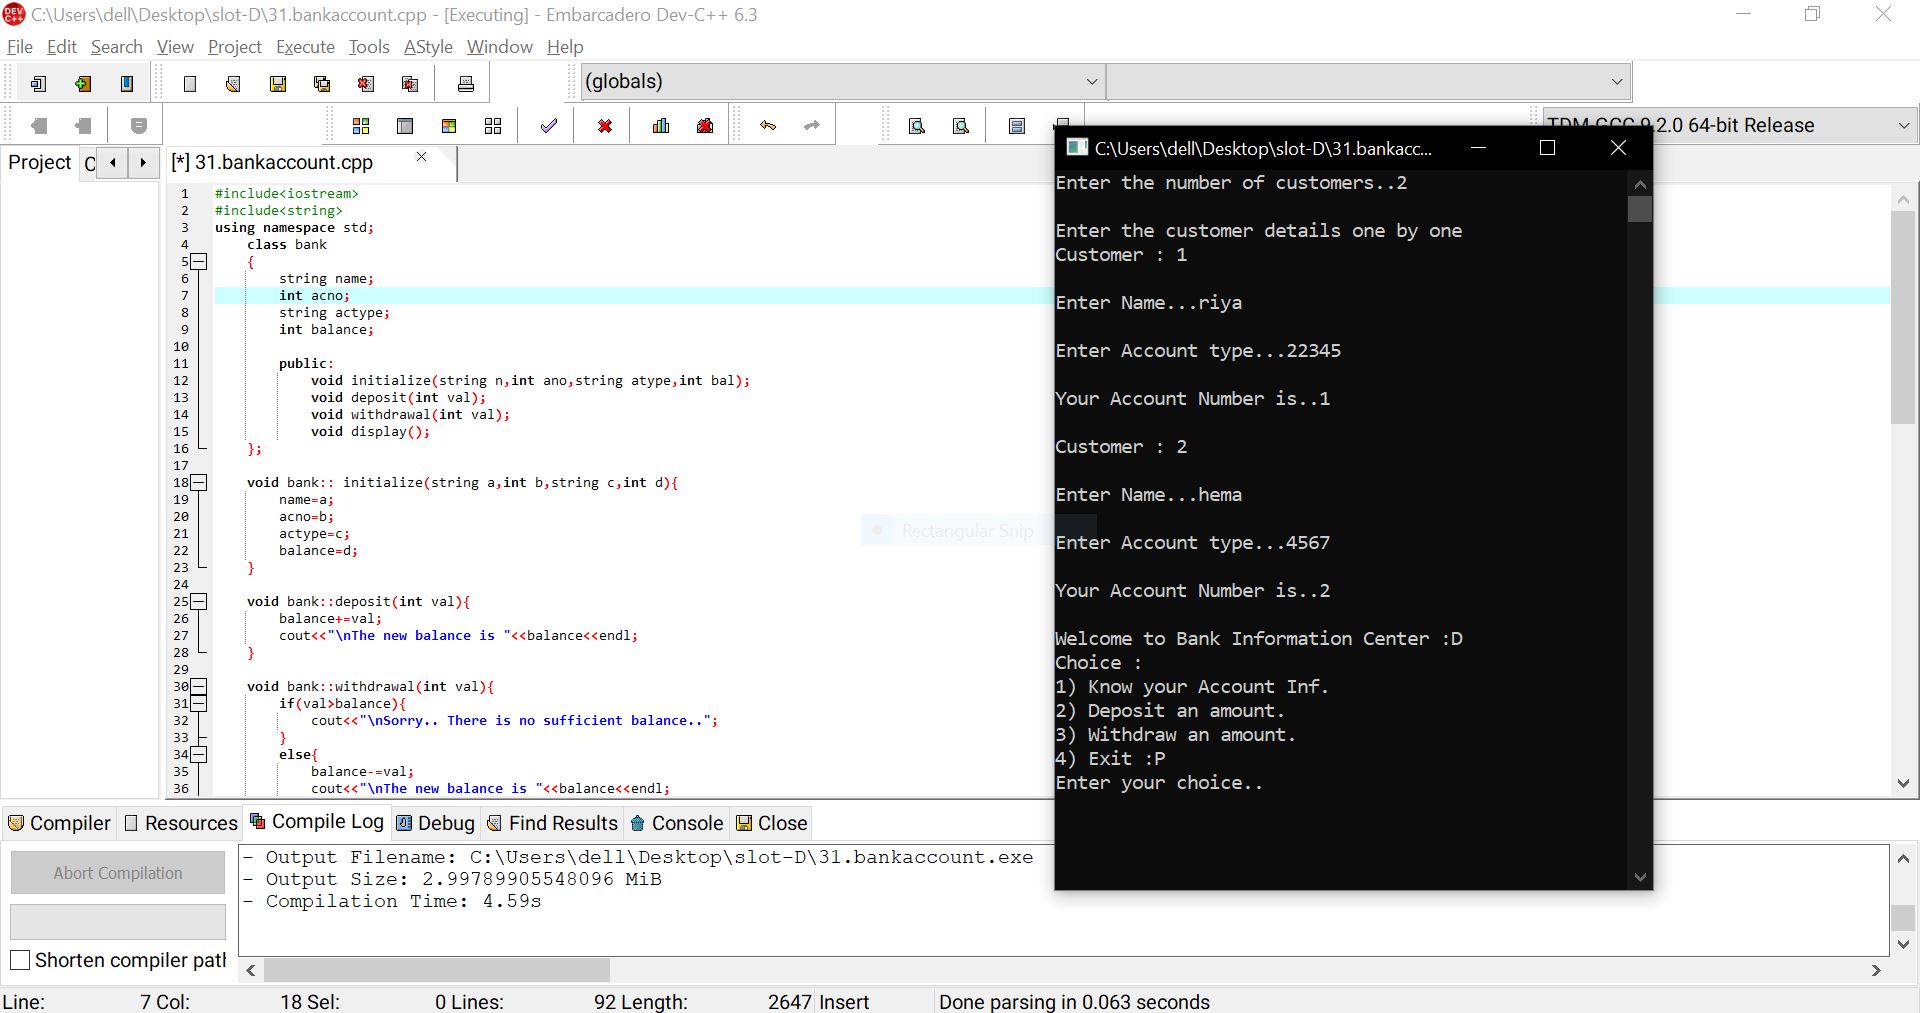 C:\Users\dell\Desktop\slot-D\31.bankaccount.cpp - [Executing] - Embarcadero Dev-C++ 6.3
File Edit Search View Project Execute Tools AStyle Window Help
(globals)
TDM-GCC 9.2.0 64-bit Release
Project C
[*] 31.bankaccount.cpp
1 #include<iostream>
2 #include<string>
3 using namespace std;
4 class bank
5 {
6 string name;
7 int acno;
8 string actype;
9 int balance;
10
11 public:
12 void initialize(string n,int ano,string atype,int bal);
13 void deposit(int val);
14 void withdrawal(int val);
15 void display();
16 };
17
18 void bank:: initialize(string a,int b,string c,int d){
19 name=a;
20 acno=b;
21 actype=c;
22 balance=d;
23 }
24
25 void bank::deposit(int val){
26 balance+=val;
27 cout<<"\nThe new balance is "<<balance<<endl;
28 }
29
30 void bank::withdrawal(int val){
31 if(val>balance){
32 cout<<"\nSorry.. There is no sufficient balance..";
33 }
34 else{
35 balance-=val;
36 cout<<"\nThe new balance is "<<balance<<endl;
Rectangular Snip
C:\Users\dell\Desktop\slot-D\31.bankacc...
Enter the number of customers..2
Enter the customer details one by one
Customer : 1
Enter Name...riya
Enter Account type...22345
Your Account Number is..1
Customer : 2
Enter Name...hema
Enter Account type...4567
Your Account Number is..2
Welcome to Bank Information Center :D
Choice :
1) Know your Account Inf.
2) Deposit an amount.
3) Withdraw an amount.
4) Exit :P
Enter your choice..
Compiler Resources Compile Log Debug Find Results Console Close
Abort Compilation
Shorten compiler path
- Output Filename: C:\Users\dell\Desktop\slot-D\31.bankaccount.exe
- Output Size: 2.99789905548096 MiB
- Compilation Time: 4.59s
Line: 7 Col: 18 Sel: 0 Lines: 92 Length: 2647 Insert Done parsing in 0.063 seconds